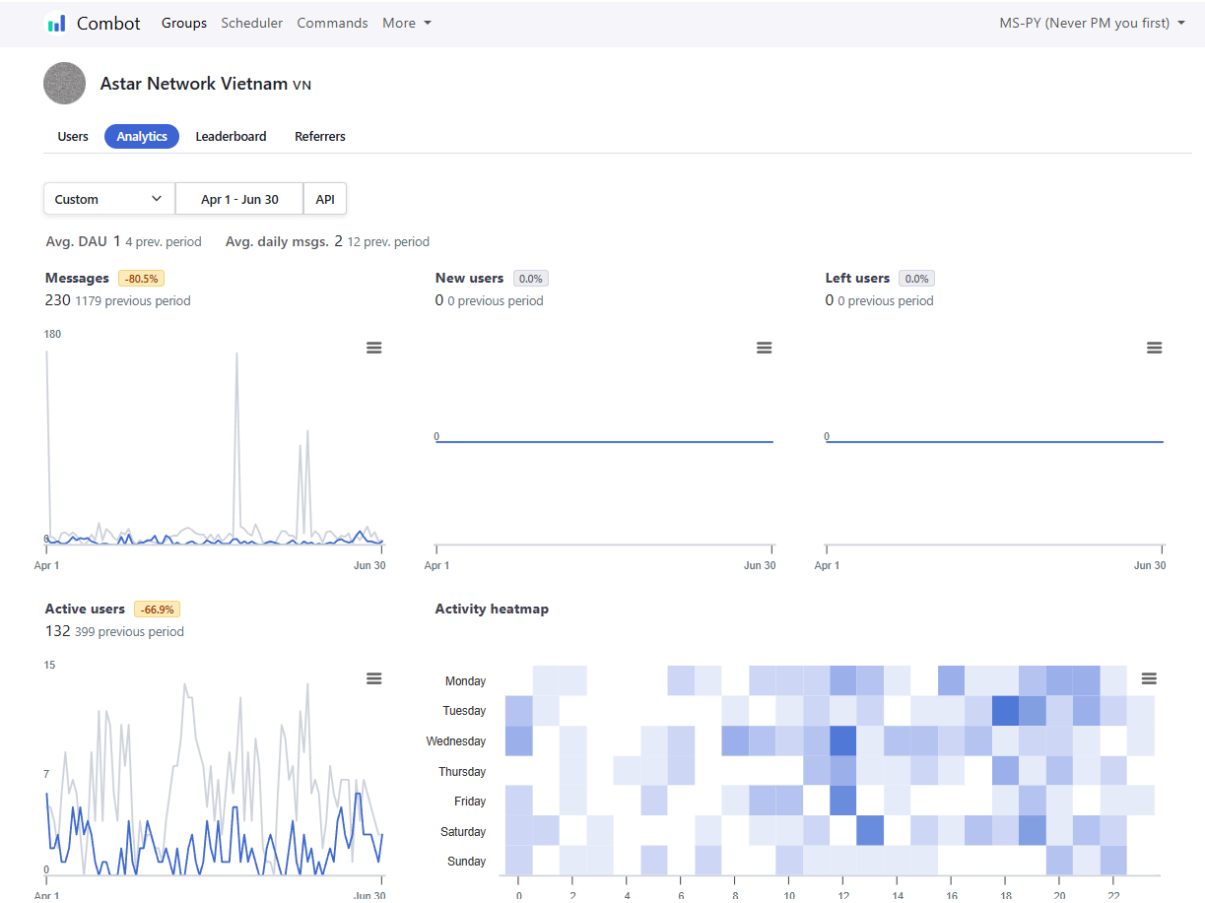 Combot Groups Scheduler Commands More MS-PY (Never PM you first)
Astar Network Vietnam VN
Users Analytics Leaderboard Referrers
Custom Apr 1 - Jun 30 API
Avg. DAU 1 4 prev. period Avg. daily msgs. 2 12 prev. period
Messages -80.5%
230 1179 previous period
180
0
Apr 1 Jun 30
New users 0.0%
0 0 previous period
0
Apr 1 Jun 30
Left users 0.0%
0 0 previous period
0
Apr 1 Jun 30
Active users -66.9%
132 399 previous period
15
7
0
Apr 1 Jun 30
Activity heatmap
Monday
Tuesday
Wednesday
Thursday
Friday
Saturday
Sunday
0 2 4 6 8 10 12 14 16 18 20 22